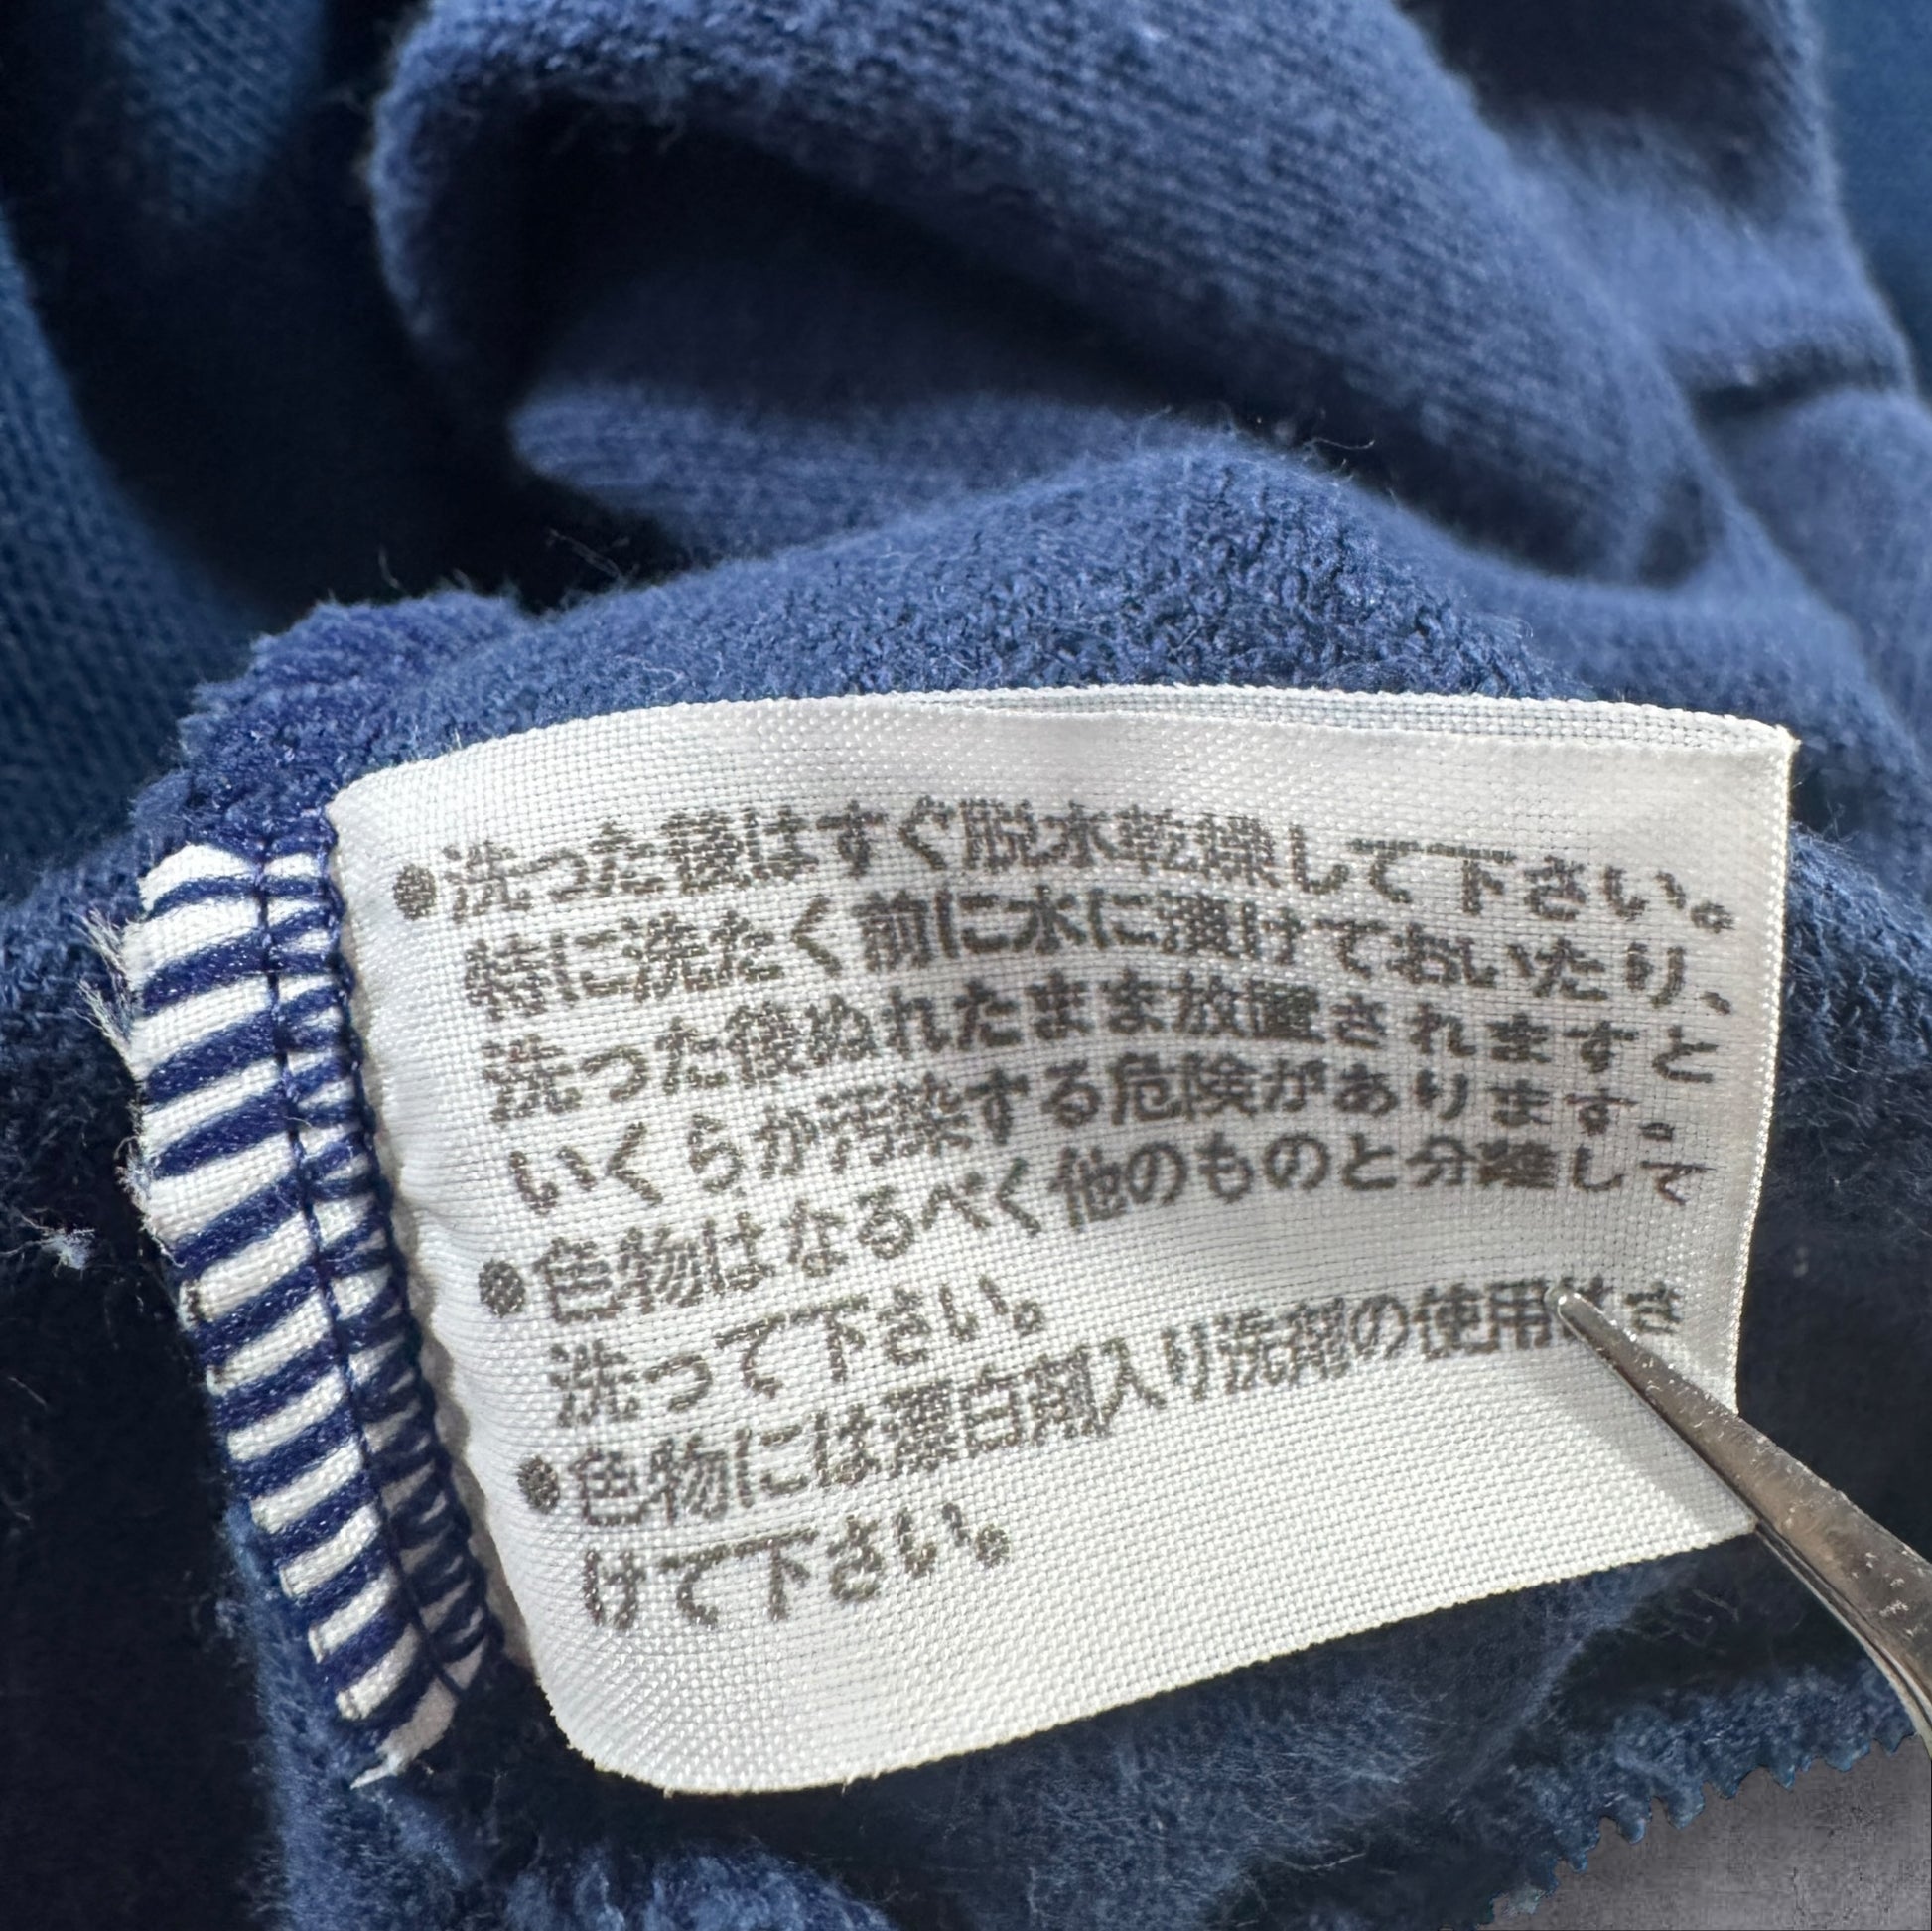 ●洗った後はすぐ脱水乾燥して下さい。
特に洗たく前に水に漬けておいたり、
洗った後ぬれたまま放置されますと
いくらか汚染する危険があります。
●色物はなるべく他のものと分離して
洗って下さい。
●色物には漂白剤入り洗剤の使用はさ
けて下さい。